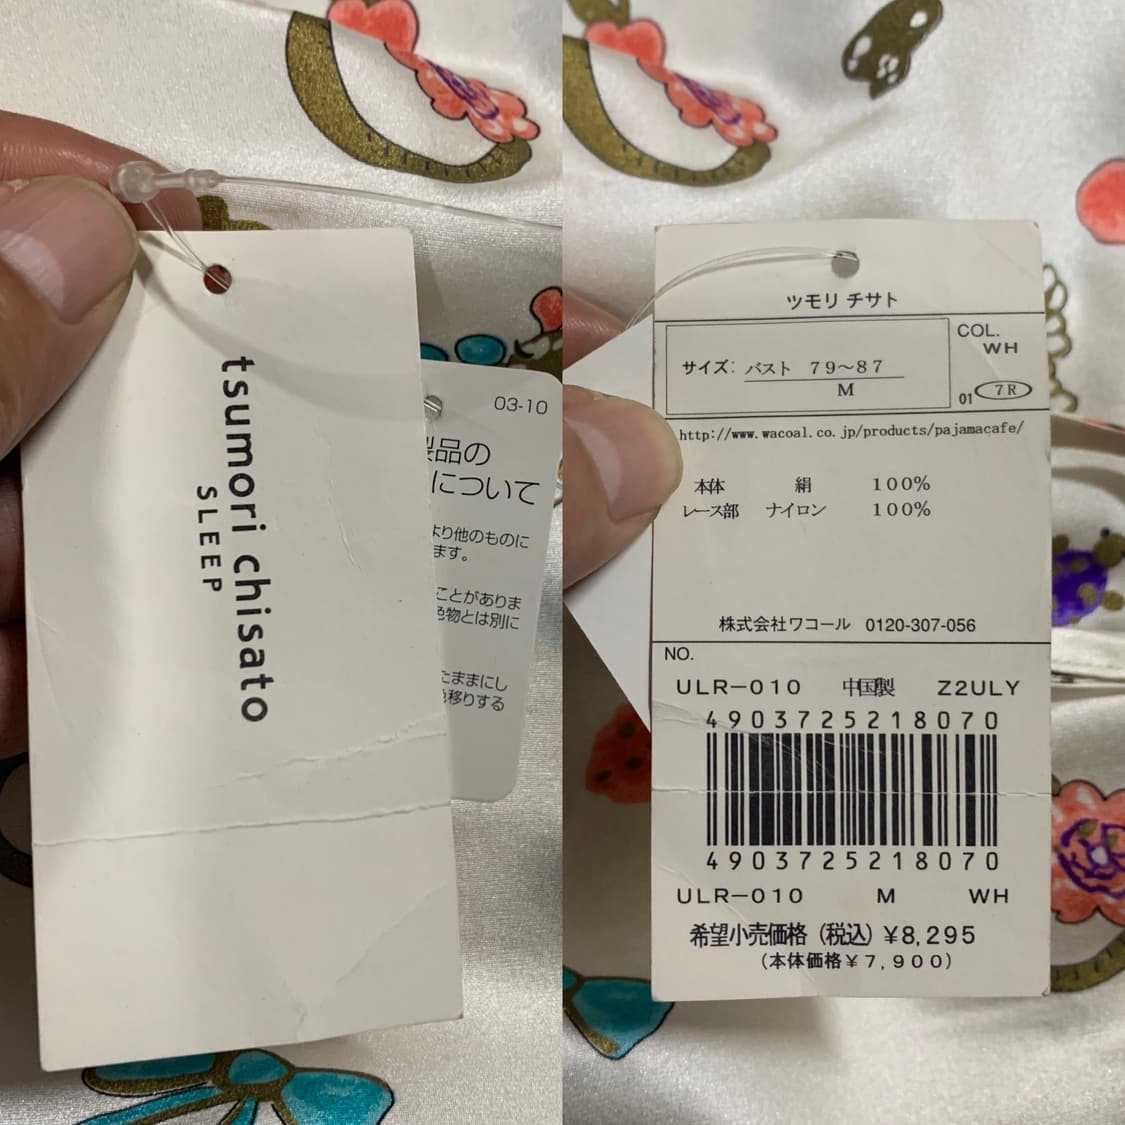 tsumori chisato
SLEEP
03-10
製品の
について
より他のものに
ます。
ことがありま
色物とは別に
たままにし
色移りする
ツモリ チサト
サイズ: バスト 79~87
M
COL.
WH
01 7R
http://www.wacoal.co.jp/products/pajamacafe/
本体 絹 100%
レース部 ナイロン 100%
株式会社ワコール 0120-307-056
NO.
ULR-010 中国製 Z2ULY
4903725218070
4903725218070
ULR-010 M WH
希望小売価格(税込)¥8,295
(本体価格¥7,900)